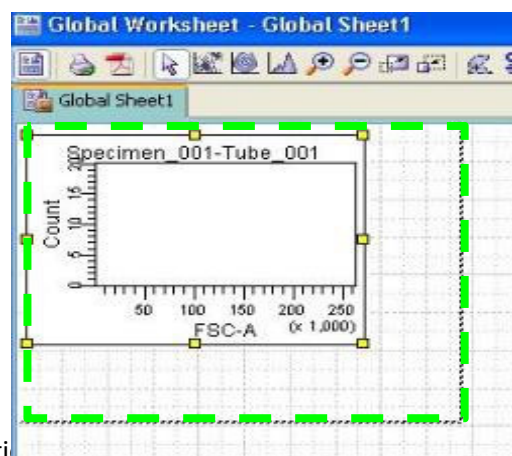 Global Worksheet - Global Sheet1
Global Sheet1
Specimen_001-Tube_001
Count
20
15
10
5
0
50 100 150 200 250
FSC-A (x 1,000)